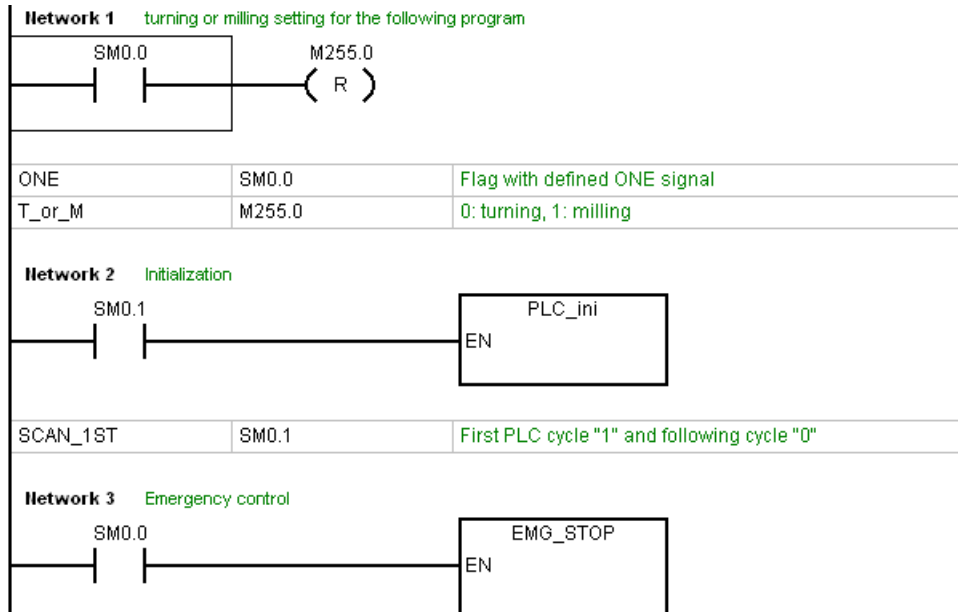 Network 1 turning or milling setting for the following program
SM0.0 M255.0
R
ONE SM0.0 Flag with defined ONE signal
T_or_M M255.0 0: turning, 1: milling
Network 2 Initialization
SM0.1 PLC_ini
EN
SCAN_1ST SM0.1 First PLC cycle "1" and following cycle "0"
Network 3 Emergency control
SM0.0 EMG_STOP
EN